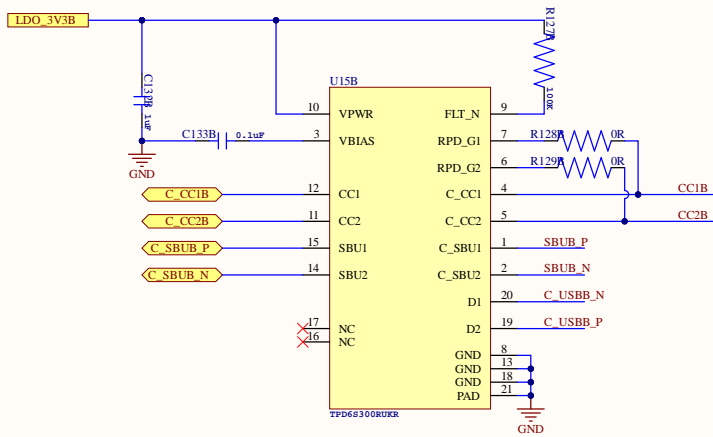 LDO_3V3B
R127B
100K
C132B
1uF
C133B
0.1uF
GND
U15B
10 VPWR
FLT_N 9
3 VBIAS
RPD_G1 7
R128B 0R
RPD_G2 6
R129B 0R
C_CC1B
12 CC1
C_CC1 4
CC1B
C_CC2B
11 CC2
C_CC2 5
CC2B
C_SBUB_P
15 SBU1
C_SBU1 1
SBUB_P
C_SBUB_N
14 SBU2
C_SBU2 2
SBUB_N
D1 20
C_USBB_N
17 NC
D2 19
C_USBB_P
16 NC
GND 8
GND 13
GND 18
PAD 21
TPD6S300RUKR
GND